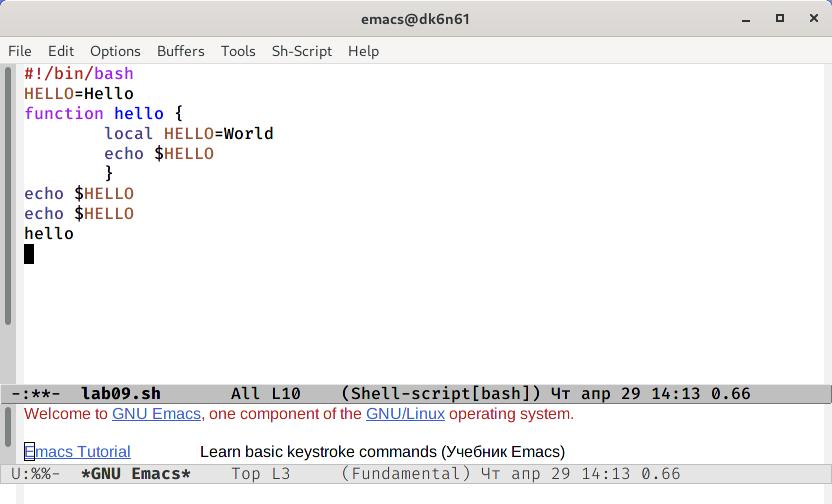 emacs@dk6n61
File Edit Options Buffers Tools Sh-Script Help
#!/bin/bash
HELLO=Hello
function hello {
        local HELLO=World
        echo $HELLO
        }
echo $HELLO
echo $HELLO
hello
-:**-  lab09.sh       All L10    (Shell-script[bash]) Чт апр 29 14:13 0.66
Welcome to GNU Emacs, one component of the GNU/Linux operating system.
Emacs Tutorial Learn basic keystroke commands (Учебник Emacs)
U:%%-  *GNU Emacs*    Top L3     (Fundamental) Чт апр 29 14:13 0.66